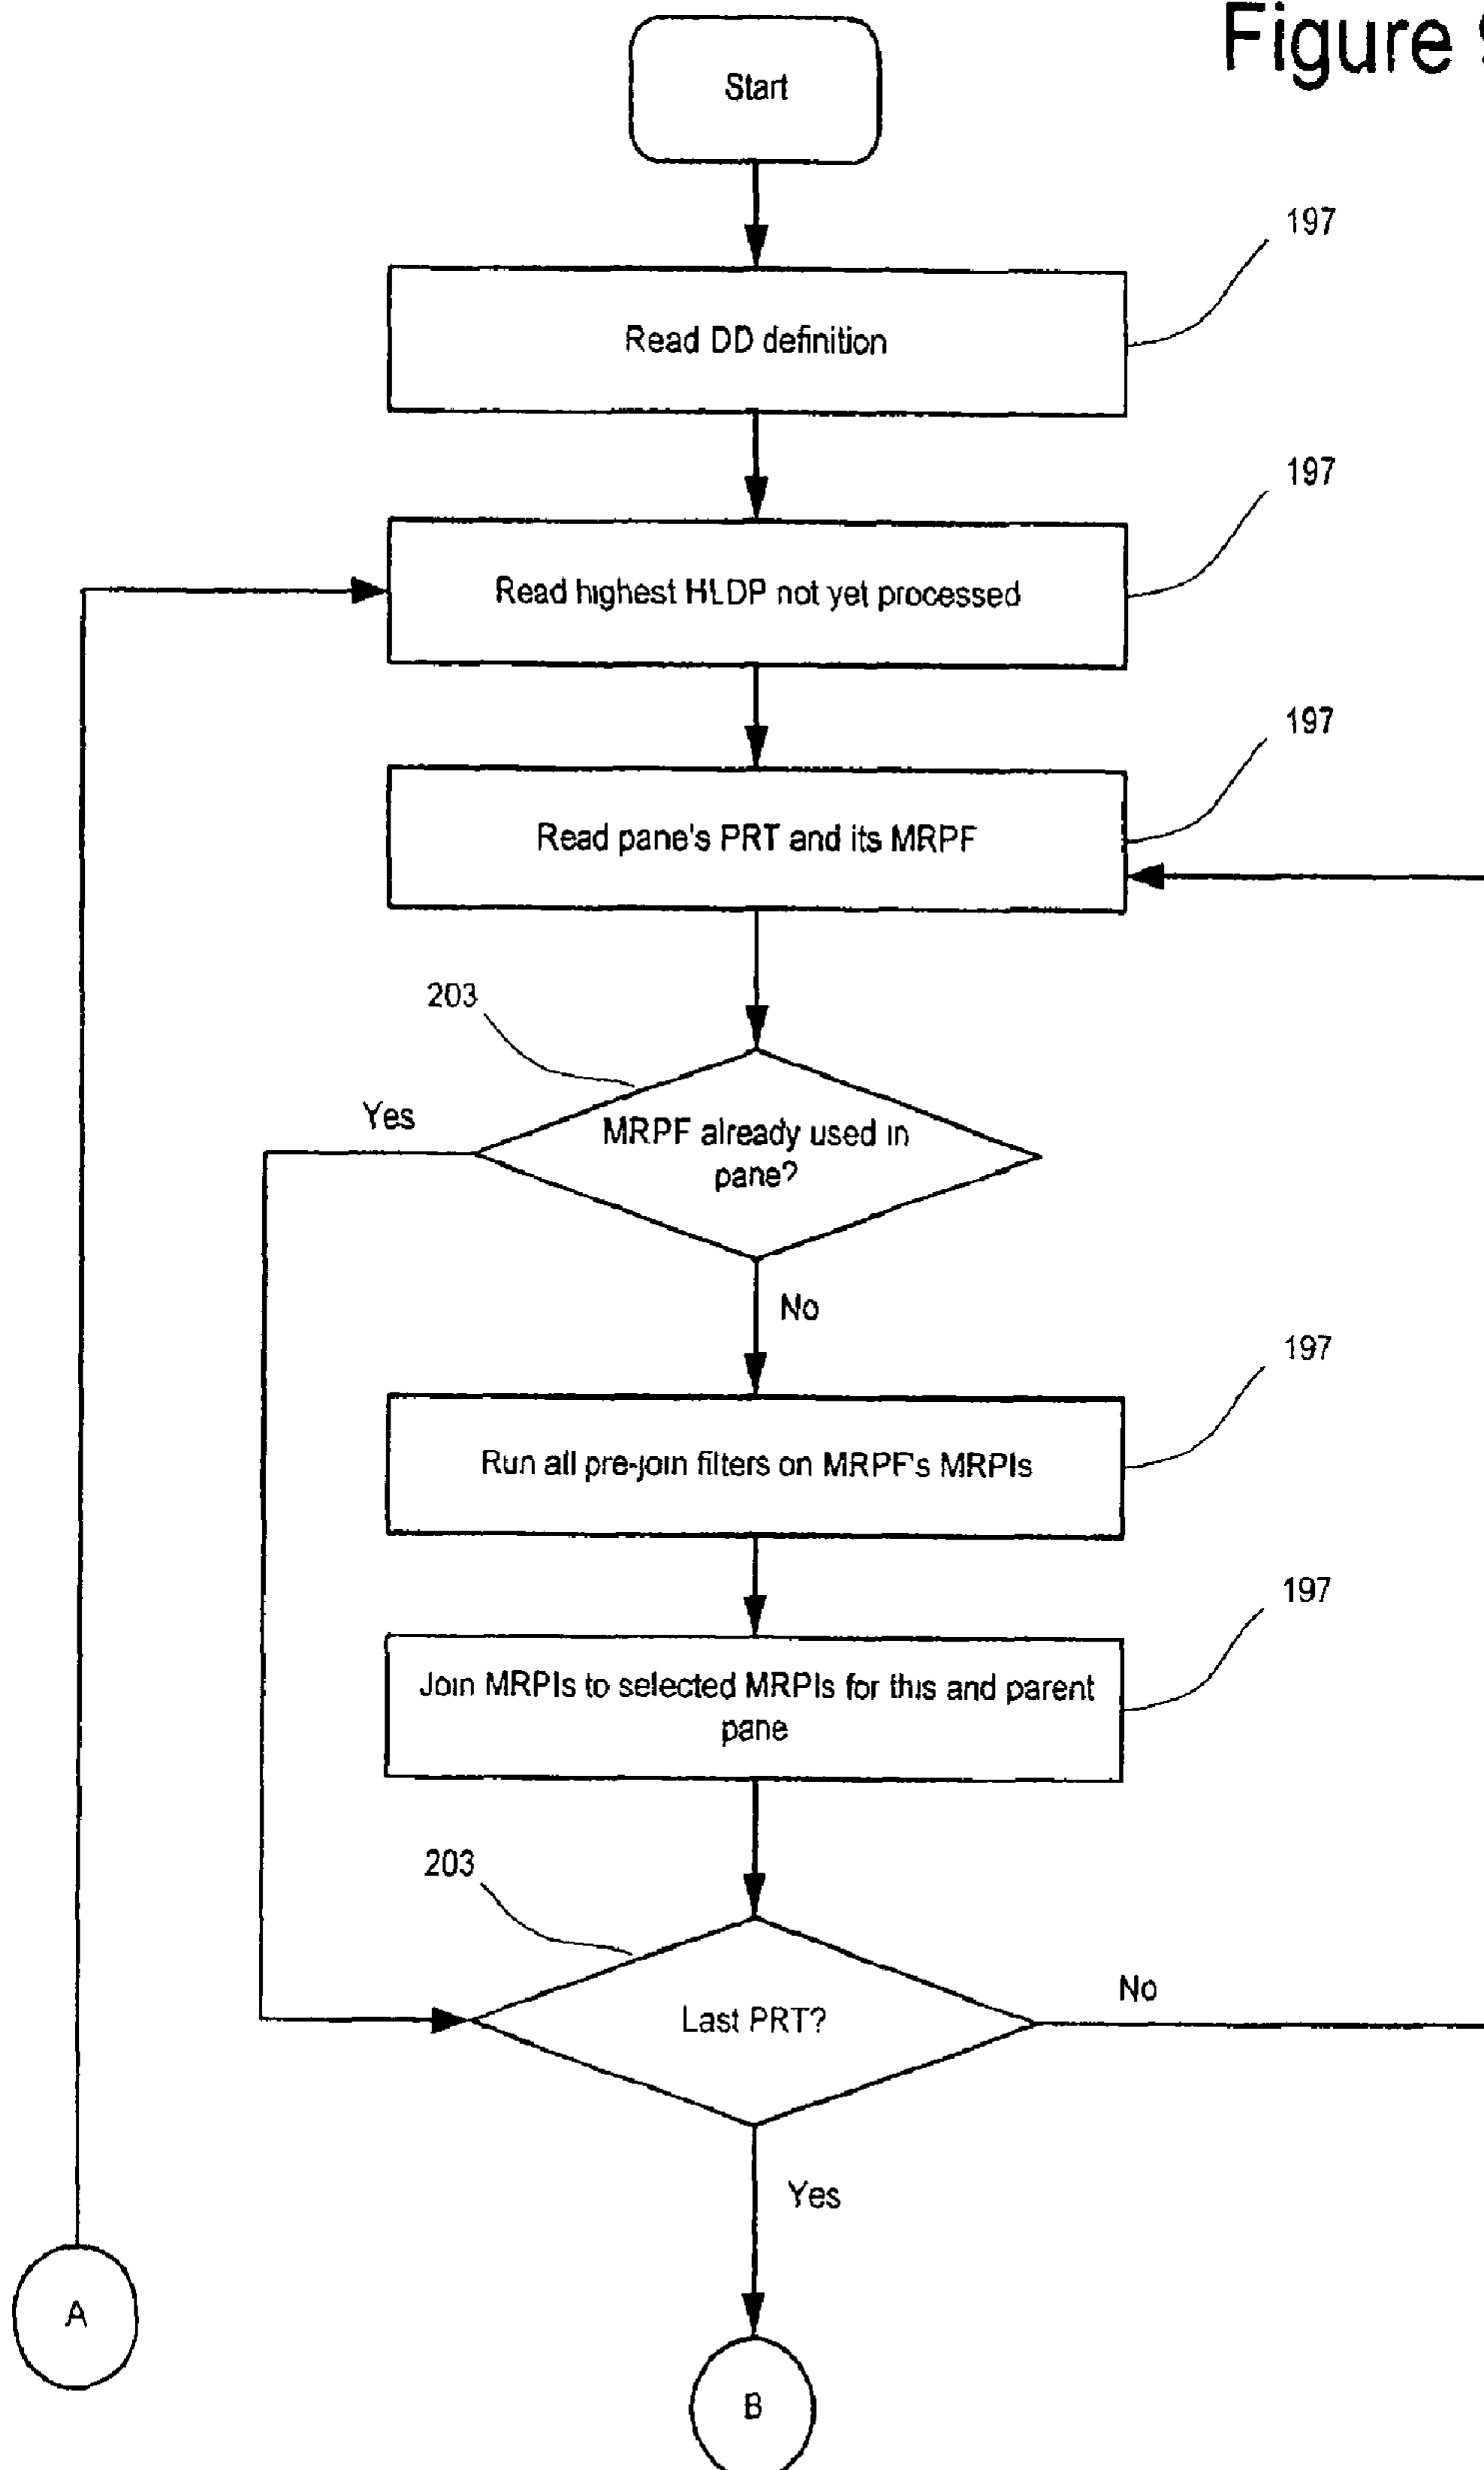 Figure
Start
197
Read DD definition
197
Read highest HLDP not yet processed
197
Read pane's PRT and its MRPF
203
Yes
MRPF already used in
pane?
No
197
Run all pre-join filters on MRPF's MRPIs
197
Join MRPIs to selected MRPIs for this and parent
pane
203
No
Last PRT?
Yes
A
B